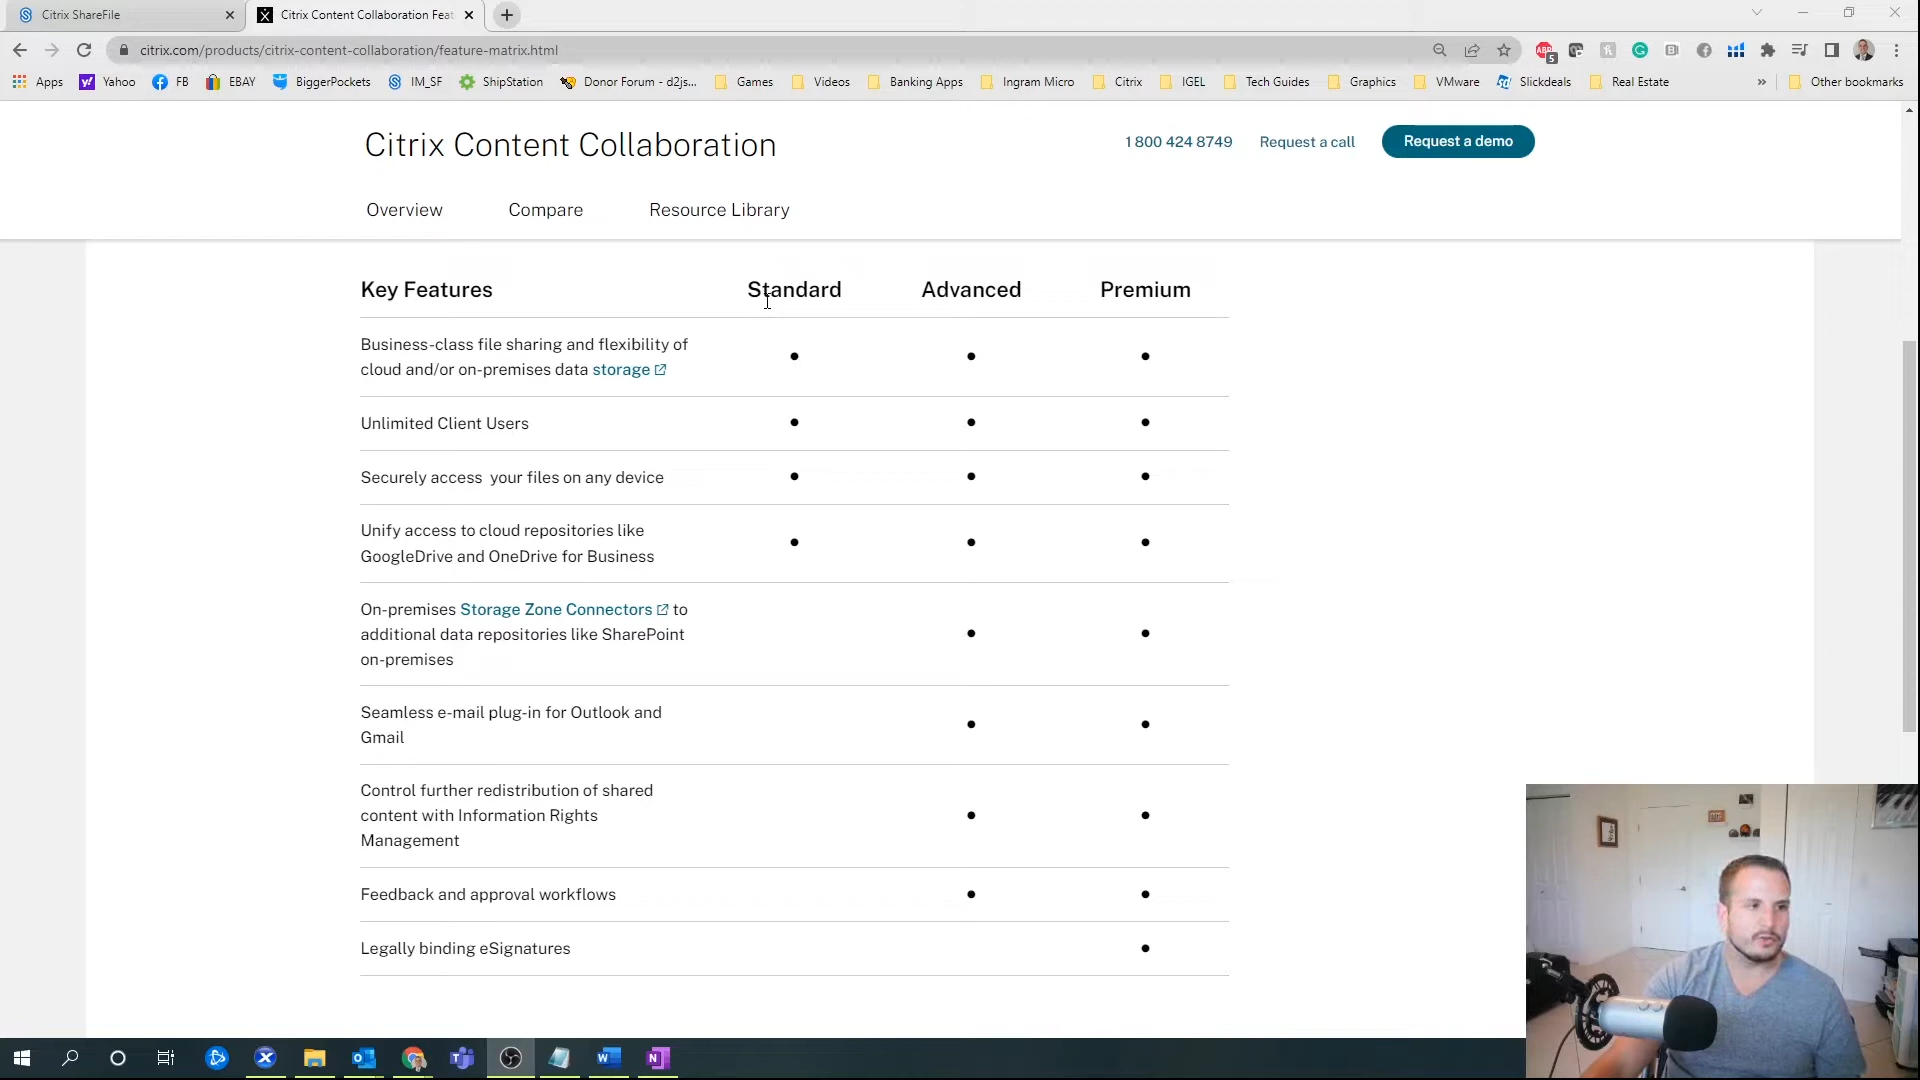 Citrix ShareFile
Citrix Content Collaboration Feat
citrix.com/products/citrix-content-collaboration/feature-matrix.html
ABP
5
Apps Yahoo FB EBAY BiggerPockets IM_SF ShipStation Donor Forum - d2js... Games Videos Banking Apps Ingram Micro Citrix IGEL Tech Guides Graphics VMware Slickdeals Real Estate » Other bookmarks
Citrix Content Collaboration
1 800 424 8749 Request a call Request a demo
Overview Compare Resource Library
Key Features Standard Advanced Premium
Business-class file sharing and flexibility of
cloud and/or on-premises data storage
Unlimited Client Users
Securely access your files on any device
Unify access to cloud repositories like
GoogleDrive and OneDrive for Business
On-premises Storage Zone Connectors to
additional data repositories like SharePoint
on-premises
Seamless e-mail plug-in for Outlook and
Gmail
Control further redistribution of shared
content with Information Rights
Management
Feedback and approval workflows
Legally binding eSignatures